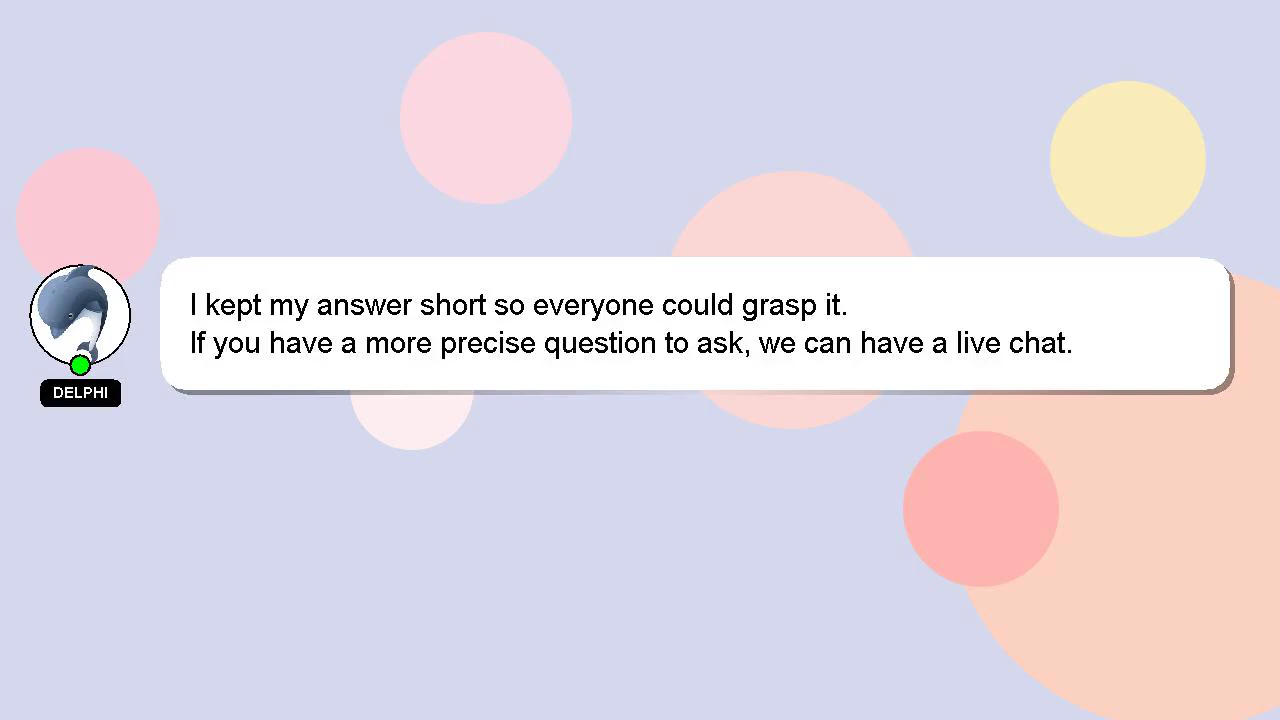 I kept my answer short so everyone could grasp it.
If you have a more precise question to ask, we can have a live chat.
DELPHI